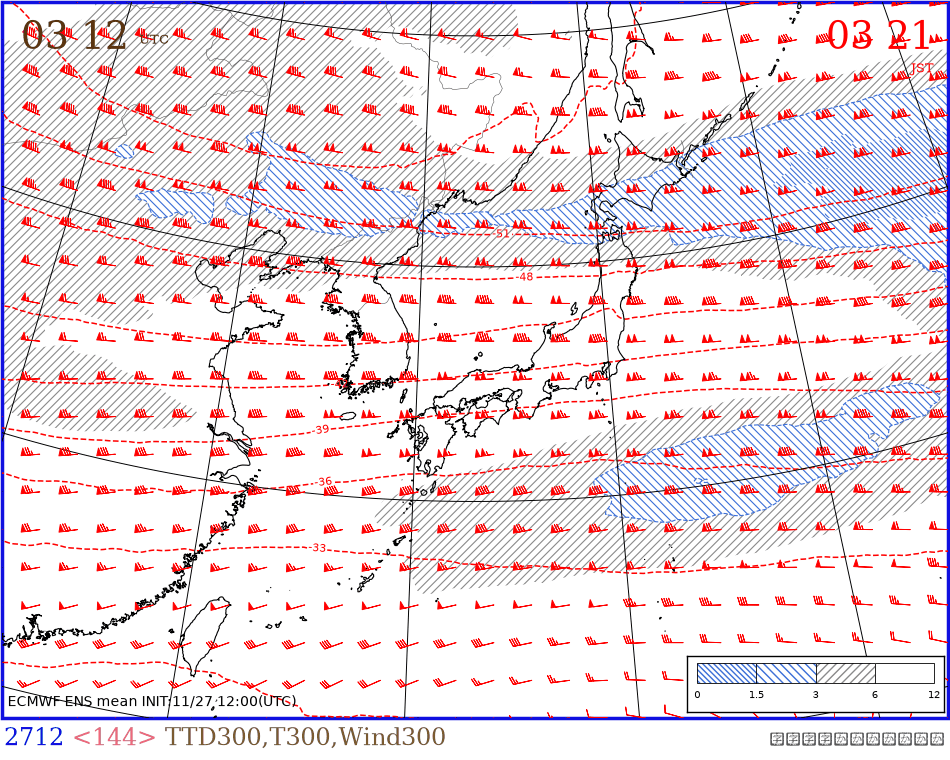 03 12 UTC
03 21
JST
-51
-48
-39
-36
-33
ECMWF ENS mean INIT:11/27,12:00(UTC)
0 1.5 3 6 12
2712 <144> TTD300,T300,Wind300